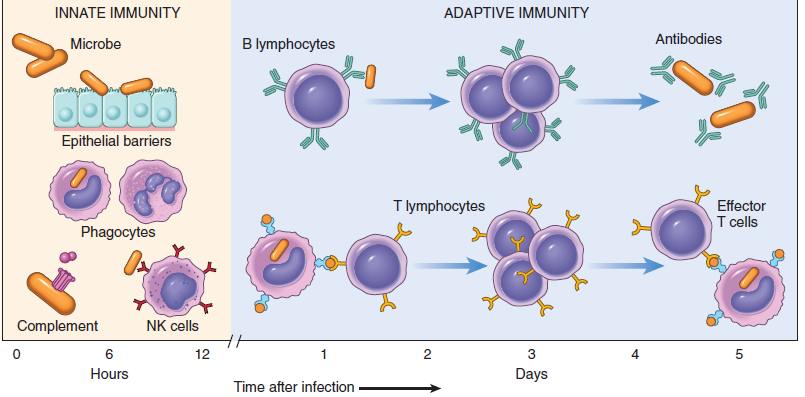 INNATE IMMUNITY
Microbe
Epithelial barriers
Phagocytes
Complement
NK cells
ADAPTIVE IMMUNITY
B lymphocytes
Antibodies
T lymphocytes
Effector
T cells
0 6 12
Hours
1 2 3 4 5
Days
Time after infection